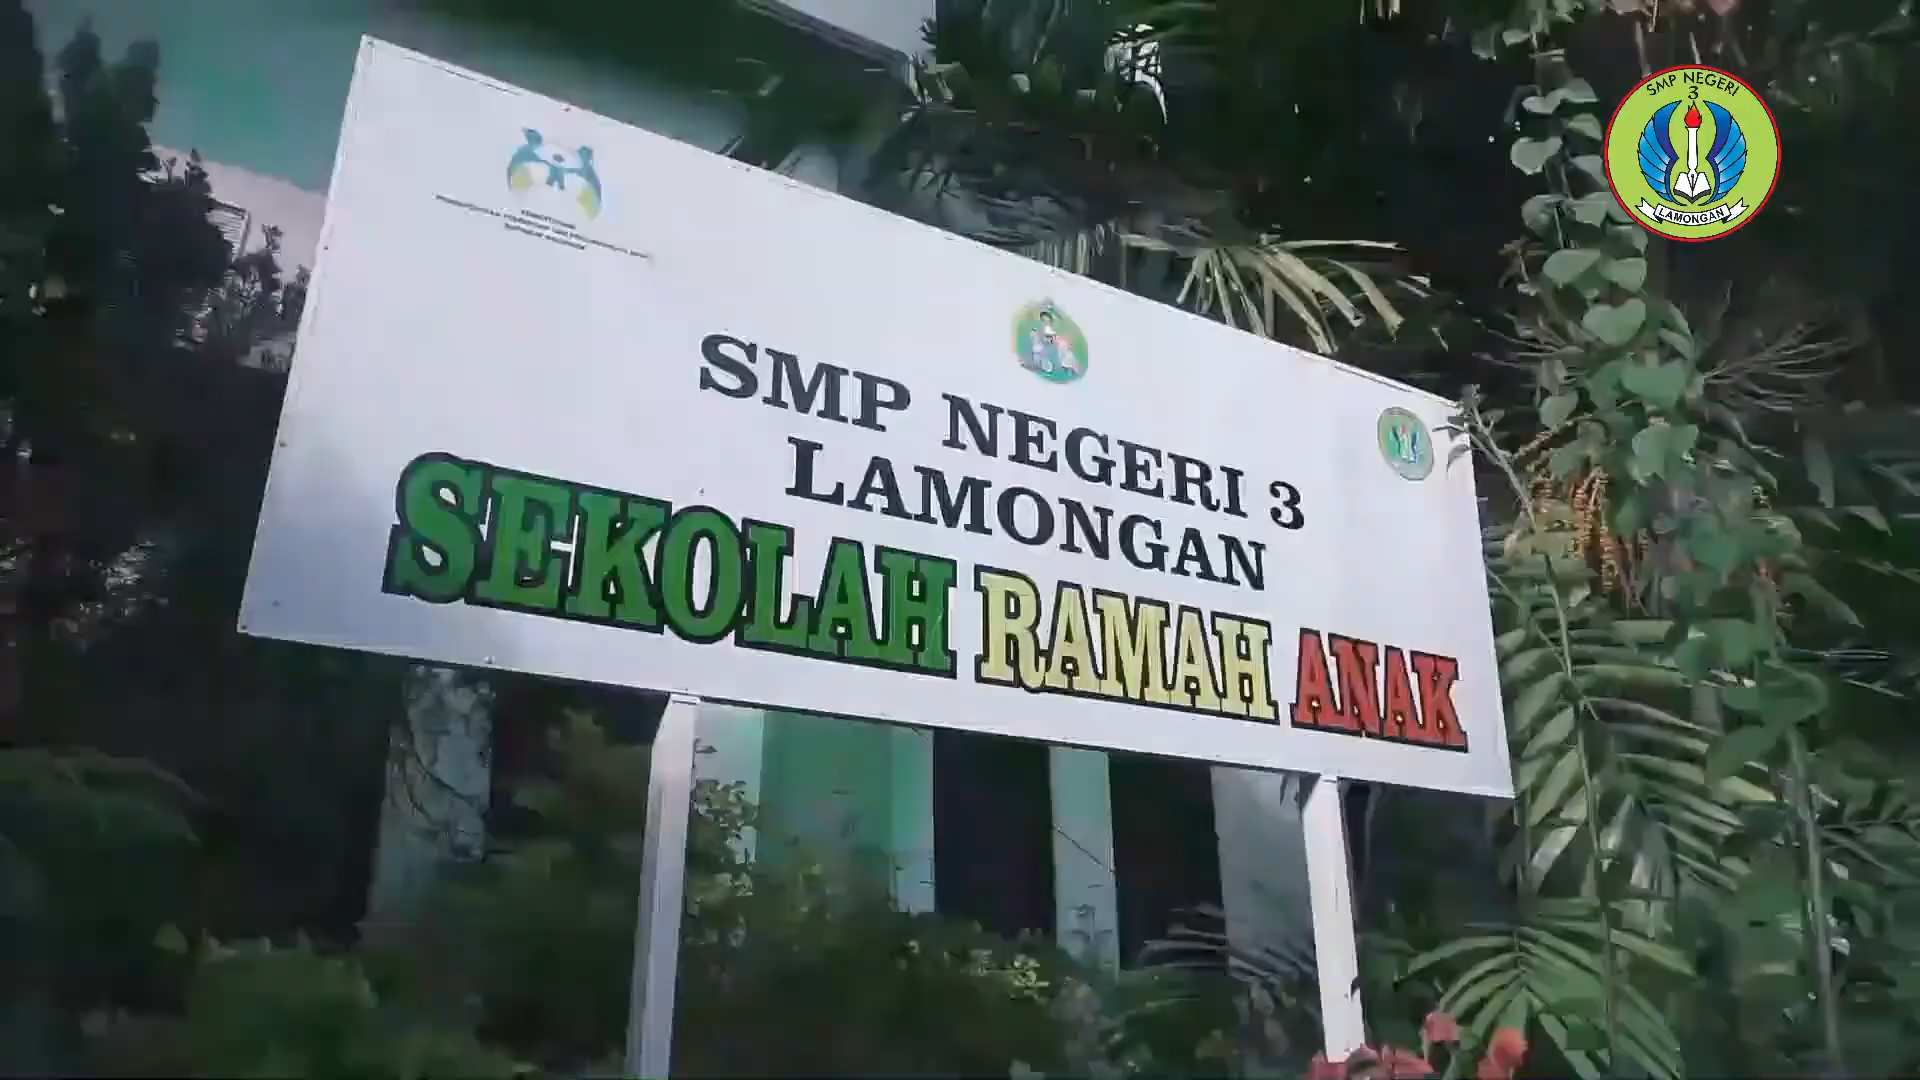 SMP NEGERI
3
LAMONGAN
SMP NEGERI 3
LAMONGAN
SEKOLAH RAMAH ANAK